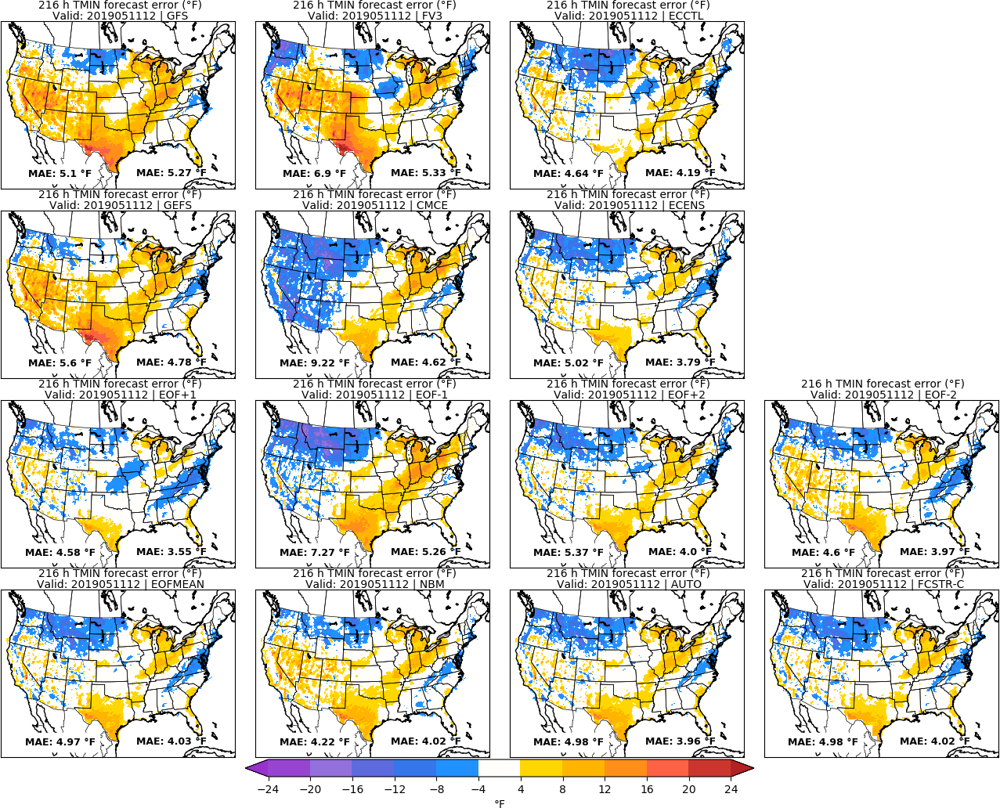 216 h TMIN forecast error (°F)
Valid: 2019051112 | GFS
MAE: 5.1 °F
MAE: 5.27 °F
216 h TMIN forecast error (°F)
Valid: 2019051112 | FV3
MAE: 6.9 °F
MAE: 5.33 °F
216 h TMIN forecast error (°F)
Valid: 2019051112 | ECCTL
MAE: 4.64 °F
MAE: 4.19 °F
216 h TMIN forecast error (°F)
Valid: 2019051112 | GEFS
MAE: 5.6 °F
MAE: 4.78 °F
216 h TMIN forecast error (°F)
Valid: 2019051112 | CMCE
MAE: 9.22 °F
MAE: 4.62 °F
216 h TMIN forecast error (°F)
Valid: 2019051112 | ECENS
MAE: 5.02 °F
MAE: 3.79 °F
216 h TMIN forecast error (°F)
Valid: 2019051112 | EOF+1
MAE: 4.58 °F
MAE: 3.55 °F
216 h TMIN forecast error (°F)
Valid: 2019051112 | EOF-1
MAE: 7.27 °F
MAE: 5.26 °F
216 h TMIN forecast error (°F)
Valid: 2019051112 | EOF+2
MAE: 5.37 °F
MAE: 4.0 °F
216 h TMIN forecast error (°F)
Valid: 2019051112 | EOF-2
MAE: 4.6 °F
MAE: 3.97 °F
216 h TMIN forecast error (°F)
Valid: 2019051112 | EOFMEAN
MAE: 4.97 °F
MAE: 4.03 °F
216 h TMIN forecast error (°F)
Valid: 2019051112 | NBM
MAE: 4.22 °F
MAE: 4.02 °F
216 h TMIN forecast error (°F)
Valid: 2019051112 | AUTO
MAE: 4.98 °F
MAE: 3.96 °F
216 h TMIN forecast error (°F)
Valid: 2019051112 | FCSTR-C
MAE: 4.98 °F
MAE: 4.02 °F
−24 −20 −16 −12 −8 −4 4 8 12 16 20 24
°F